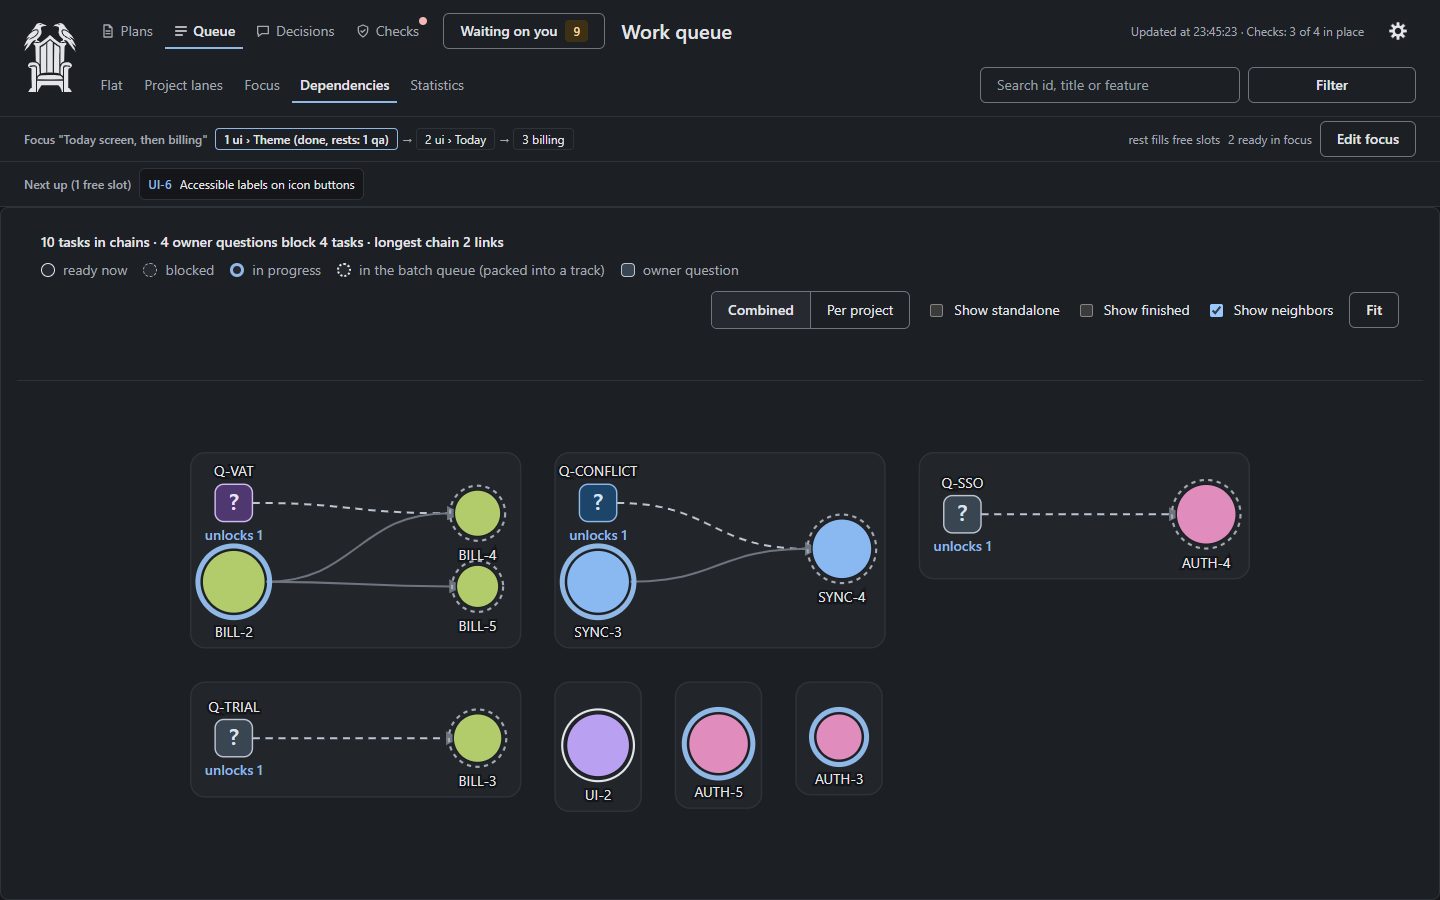 Plans Queue Decisions Checks Waiting on you 9 Work queue Updated at 23:45:23 · Checks: 3 of 4 in place
Flat Project lanes Focus Dependencies Statistics Search id, title or feature Filter
Focus "Today screen, then billing" 1 ui › Theme (done, rests: 1 qa) → 2 ui › Today → 3 billing rest fills free slots 2 ready in focus Edit focus
Next up (1 free slot) UI-6 Accessible labels on icon buttons
10 tasks in chains · 4 owner questions block 4 tasks · longest chain 2 links
ready now blocked in progress in the batch queue (packed into a track) owner question
Combined Per project Show standalone Show finished Show neighbors Fit
Q-VAT
?
unlocks 1
BILL-4
BILL-2
BILL-5
Q-CONFLICT
?
unlocks 1
SYNC-4
SYNC-3
Q-SSO
?
unlocks 1
AUTH-4
Q-TRIAL
?
unlocks 1
BILL-3
UI-2
AUTH-5
AUTH-3